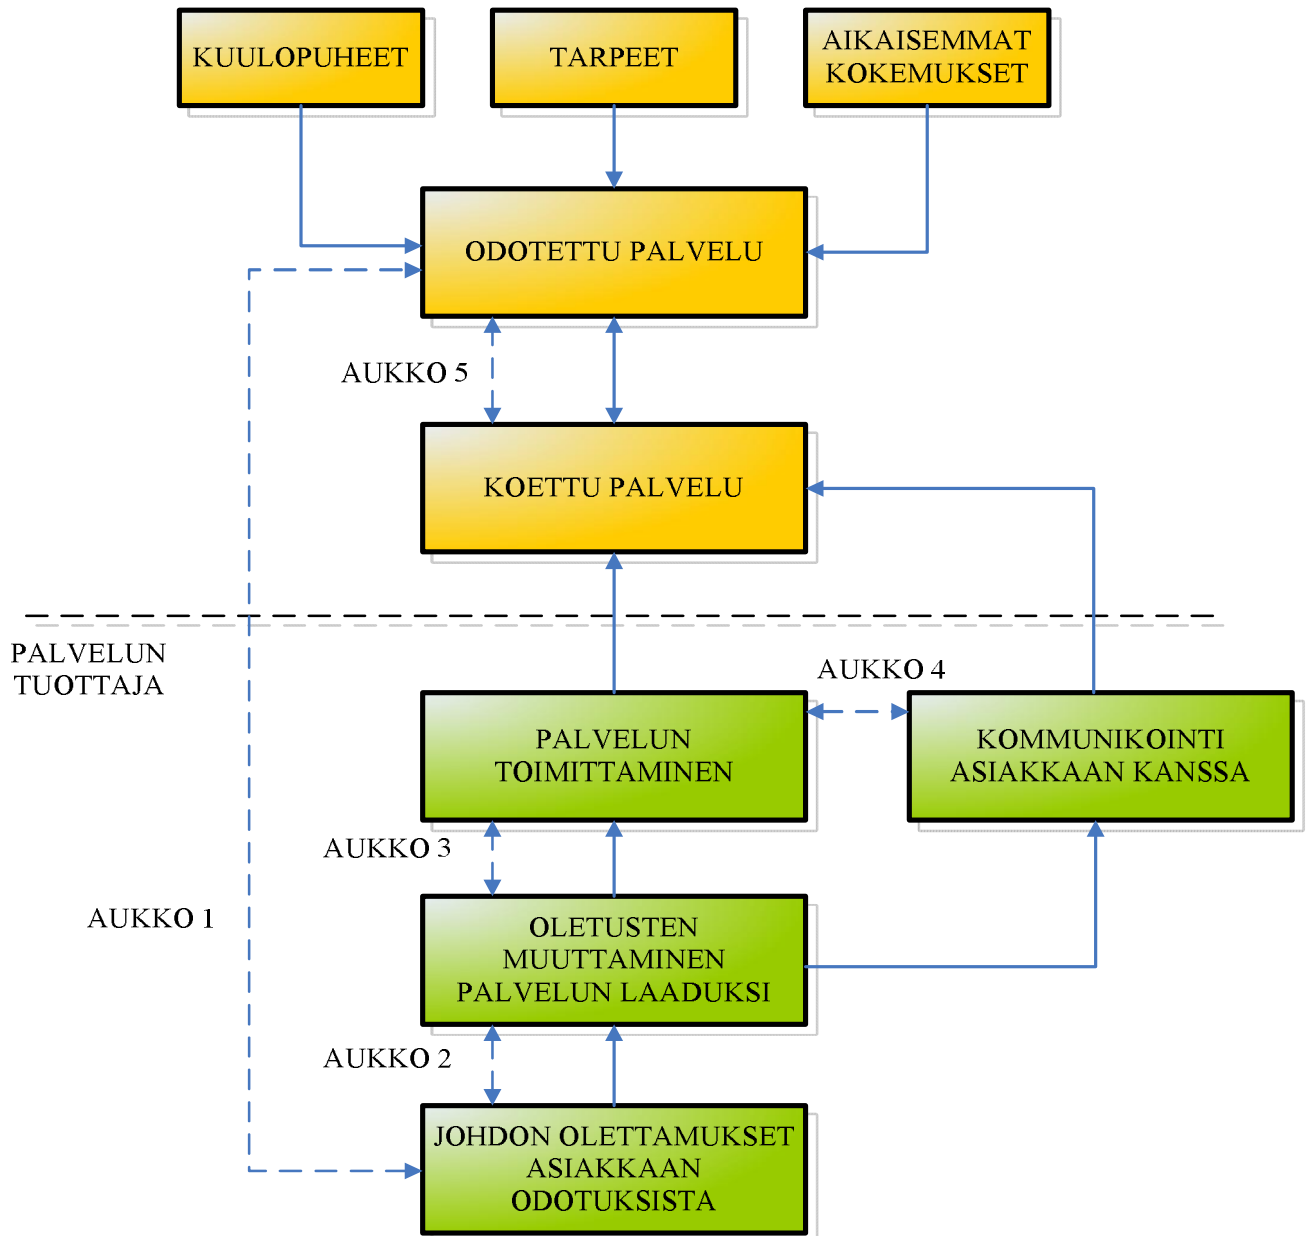 KUULOPUHEET
TARPEET
AIKAISEMMAT
KOKEMUKSET
ODOTETTU PALVELU
AUKKO 5
KOETTU PALVELU
PALVELUN
TUOTTAJA
AUKKO 4
PALVELUN
TOIMITTAMINEN
KOMMUNIKOINTI
ASIAKKAAN KANSSA
AUKKO 3
AUKKO 1
OLETUSTEN
MUUTTAMINEN
PALVELUN LAADUKSI
AUKKO 2
JOHDON OLETTAMUKSET
ASIAKKAAN
ODOTUKSISTA